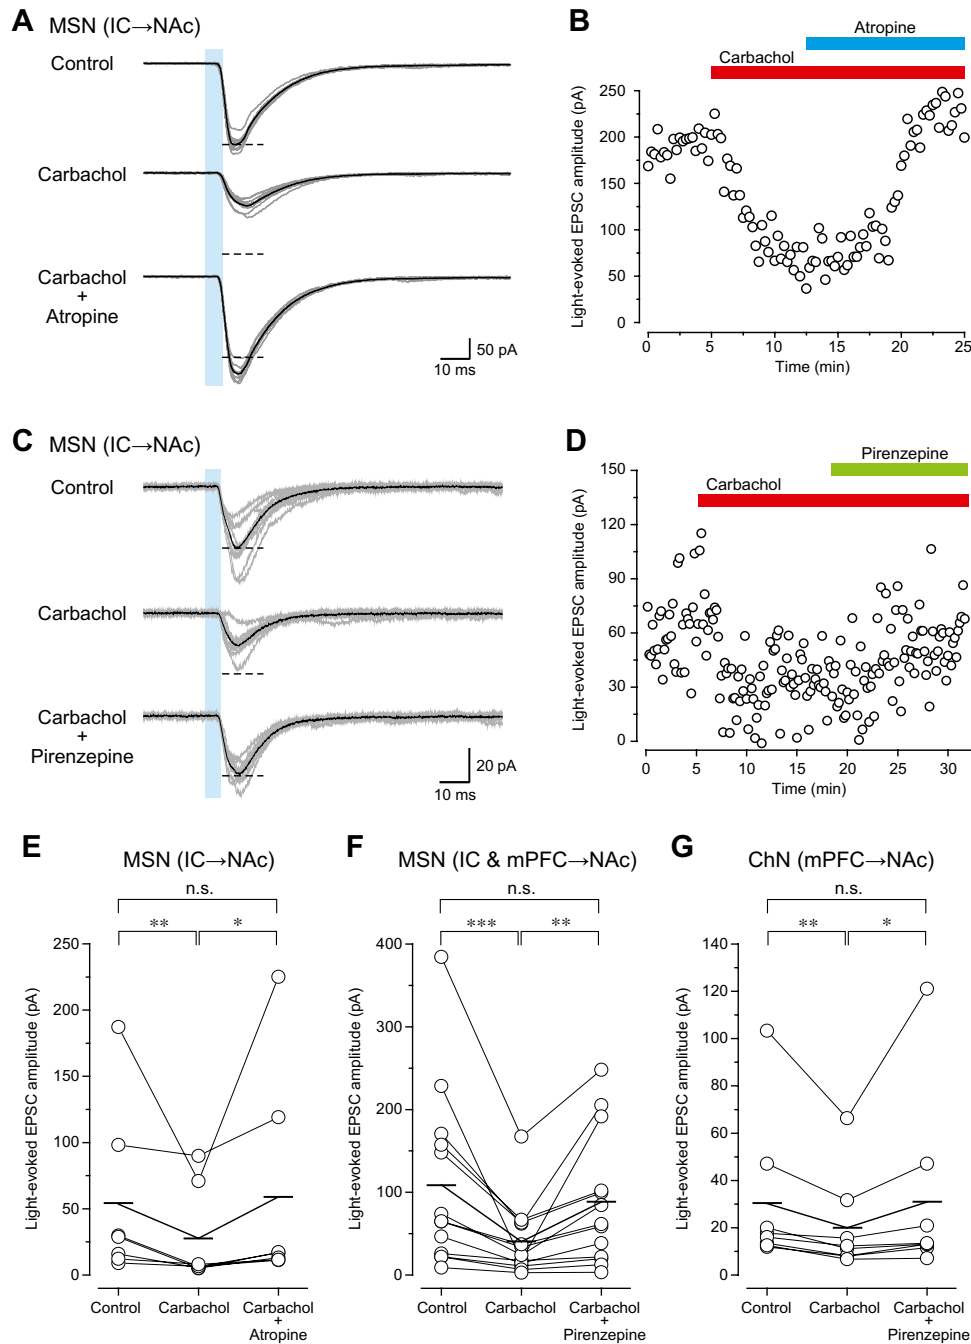 A
MSN (IC→NAc)
Control
Carbachol
Carbachol
+
Atropine
50 pA
10 ms
B
Atropine
Carbachol
Light-evoked EPSC amplitude (pA)
250
200
150
100
50
0
0 5 10 15 20 25
Time (min)
C
MSN (IC→NAc)
Control
Carbachol
Carbachol
+
Pirenzepine
20 pA
10 ms
D
Pirenzepine
Carbachol
Light-evoked EPSC amplitude (pA)
150
120
90
60
30
0
0 5 10 15 20 25 30
Time (min)
E
MSN (IC→NAc)
n.s.
** *
Light-evoked EPSC amplitude (pA)
250
200
150
100
50
25
0
Control Carbachol Carbachol
+
Atropine
F
MSN (IC & mPFC→NAc)
n.s.
*** **
Light-evoked EPSC amplitude (pA)
400
300
200
100
0
Control Carbachol Carbachol
+
Pirenzepine
G
ChN (mPFC→NAc)
n.s.
** *
Light-evoked EPSC amplitude (pA)
140
120
100
80
60
40
20
0
Control Carbachol Carbachol
+
Pirenzepine